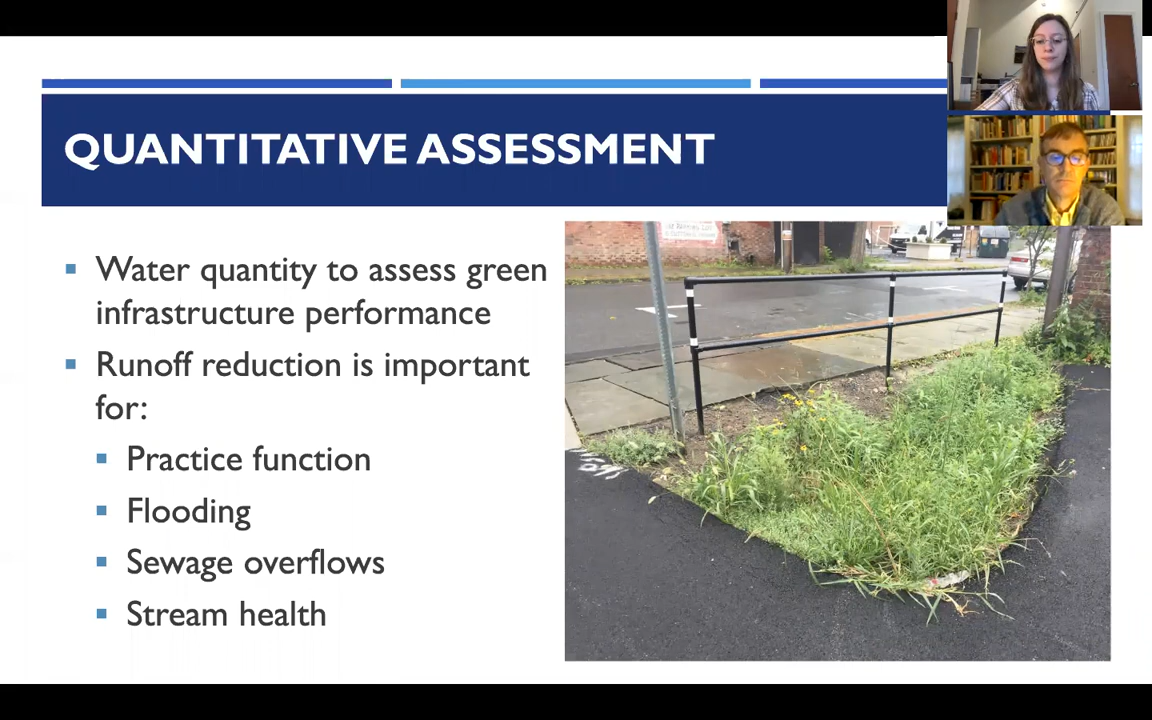 QUANTITATIVE ASSESSMENT
Water quantity to assess green
infrastructure performance
Runoff reduction is important
for:
Practice function
Flooding
Sewage overflows
Stream health